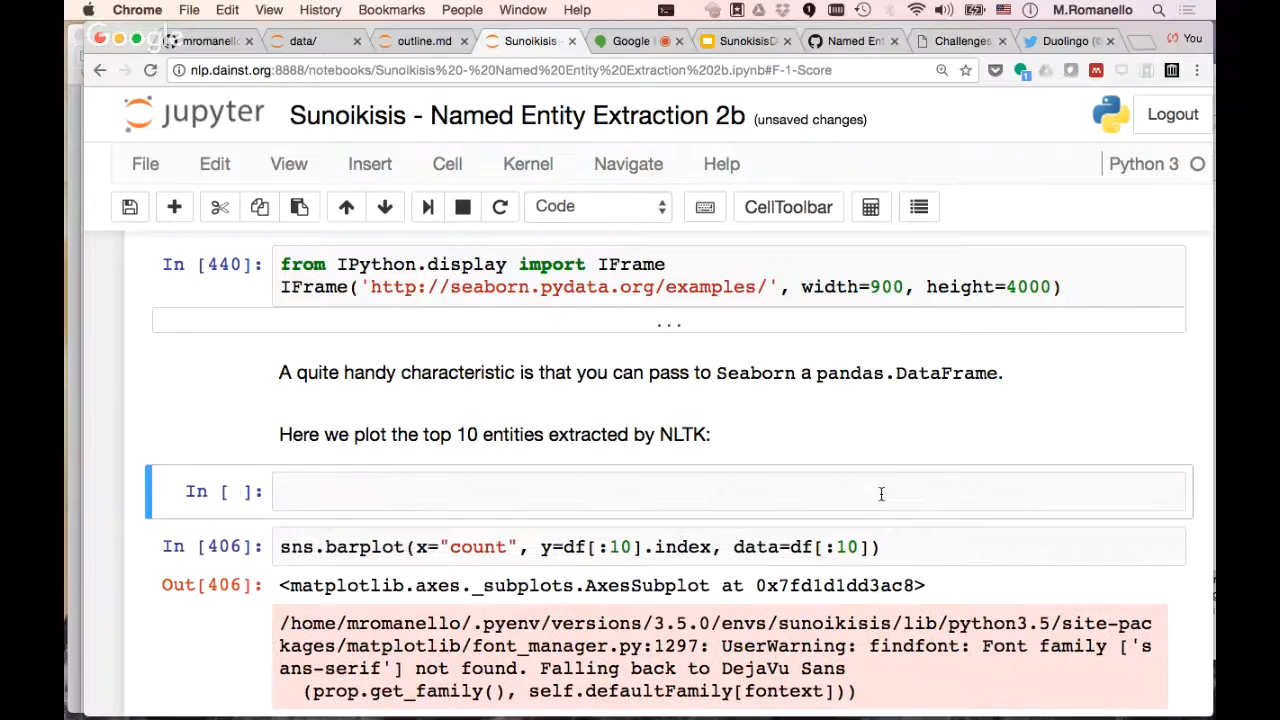 Chrome File Edit View History Bookmarks People Window Help M.Romanello
Google
mromanello data/ outline.md Sunoikisis - Google SunoikisisD Named Ent Challenges Duolingo ( You
nlp.dainst.org:8888/notebooks/Sunoikisis%20-%20Named%20Entity%20Extraction%202b.ipynb#F-1-Score
jupyter Sunoikisis - Named Entity Extraction 2b (unsaved changes) Logout
File Edit View Insert Cell Kernel Navigate Help Python 3
Code CellToolbar
In [440]: from IPython.display import IFrame
IFrame('http://seaborn.pydata.org/examples/', width=900, height=4000)
...
A quite handy characteristic is that you can pass to Seaborn a pandas.DataFrame.
Here we plot the top 10 entities extracted by NLTK:
In [ ]:
In [406]: sns.barplot(x="count", y=df[:10].index, data=df[:10])
Out[406]: <matplotlib.axes._subplots.AxesSubplot at 0x7fd1d1dd3ac8>
/home/mromanello/.pyenv/versions/3.5.0/envs/sunoikisis/lib/python3.5/site-pac
kages/matplotlib/font_manager.py:1297: UserWarning: findfont: Font family ['s
ans-serif'] not found. Falling back to DejaVu Sans
(prop.get_family(), self.defaultFamily[fontext]))